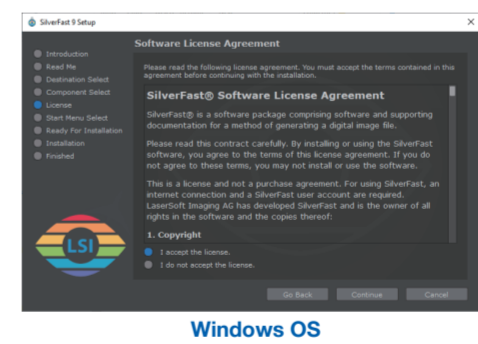 SilverFast 9 Setup
Software License Agreement
Introduction
Read Me
Destination Select
Component Select
License
Start Menu Select
Ready For Installation
Installation
Finished
Please read the following license agreement. You must accept the terms contained in this
agreement before continuing with the installation.
SilverFast® Software License Agreement
SilverFast® is a software package comprising software and supporting
documentation for a method of generating a digital image file.
Please read this contract carefully. By installing or using the SilverFast
software, you agree to the terms of this license agreement. If you do
not agree to these terms, you may not install or use the software.
This is a license and not a purchase agreement. For using SilverFast, an
internet connection and a SilverFast user account are required.
LaserSoft Imaging AG has developed SilverFast and is the owner of all
rights in the software and the copies thereof:
1. Copyright
LSI
I accept the license.
I do not accept the license.
Go Back
Continue
Cancel
Windows OS